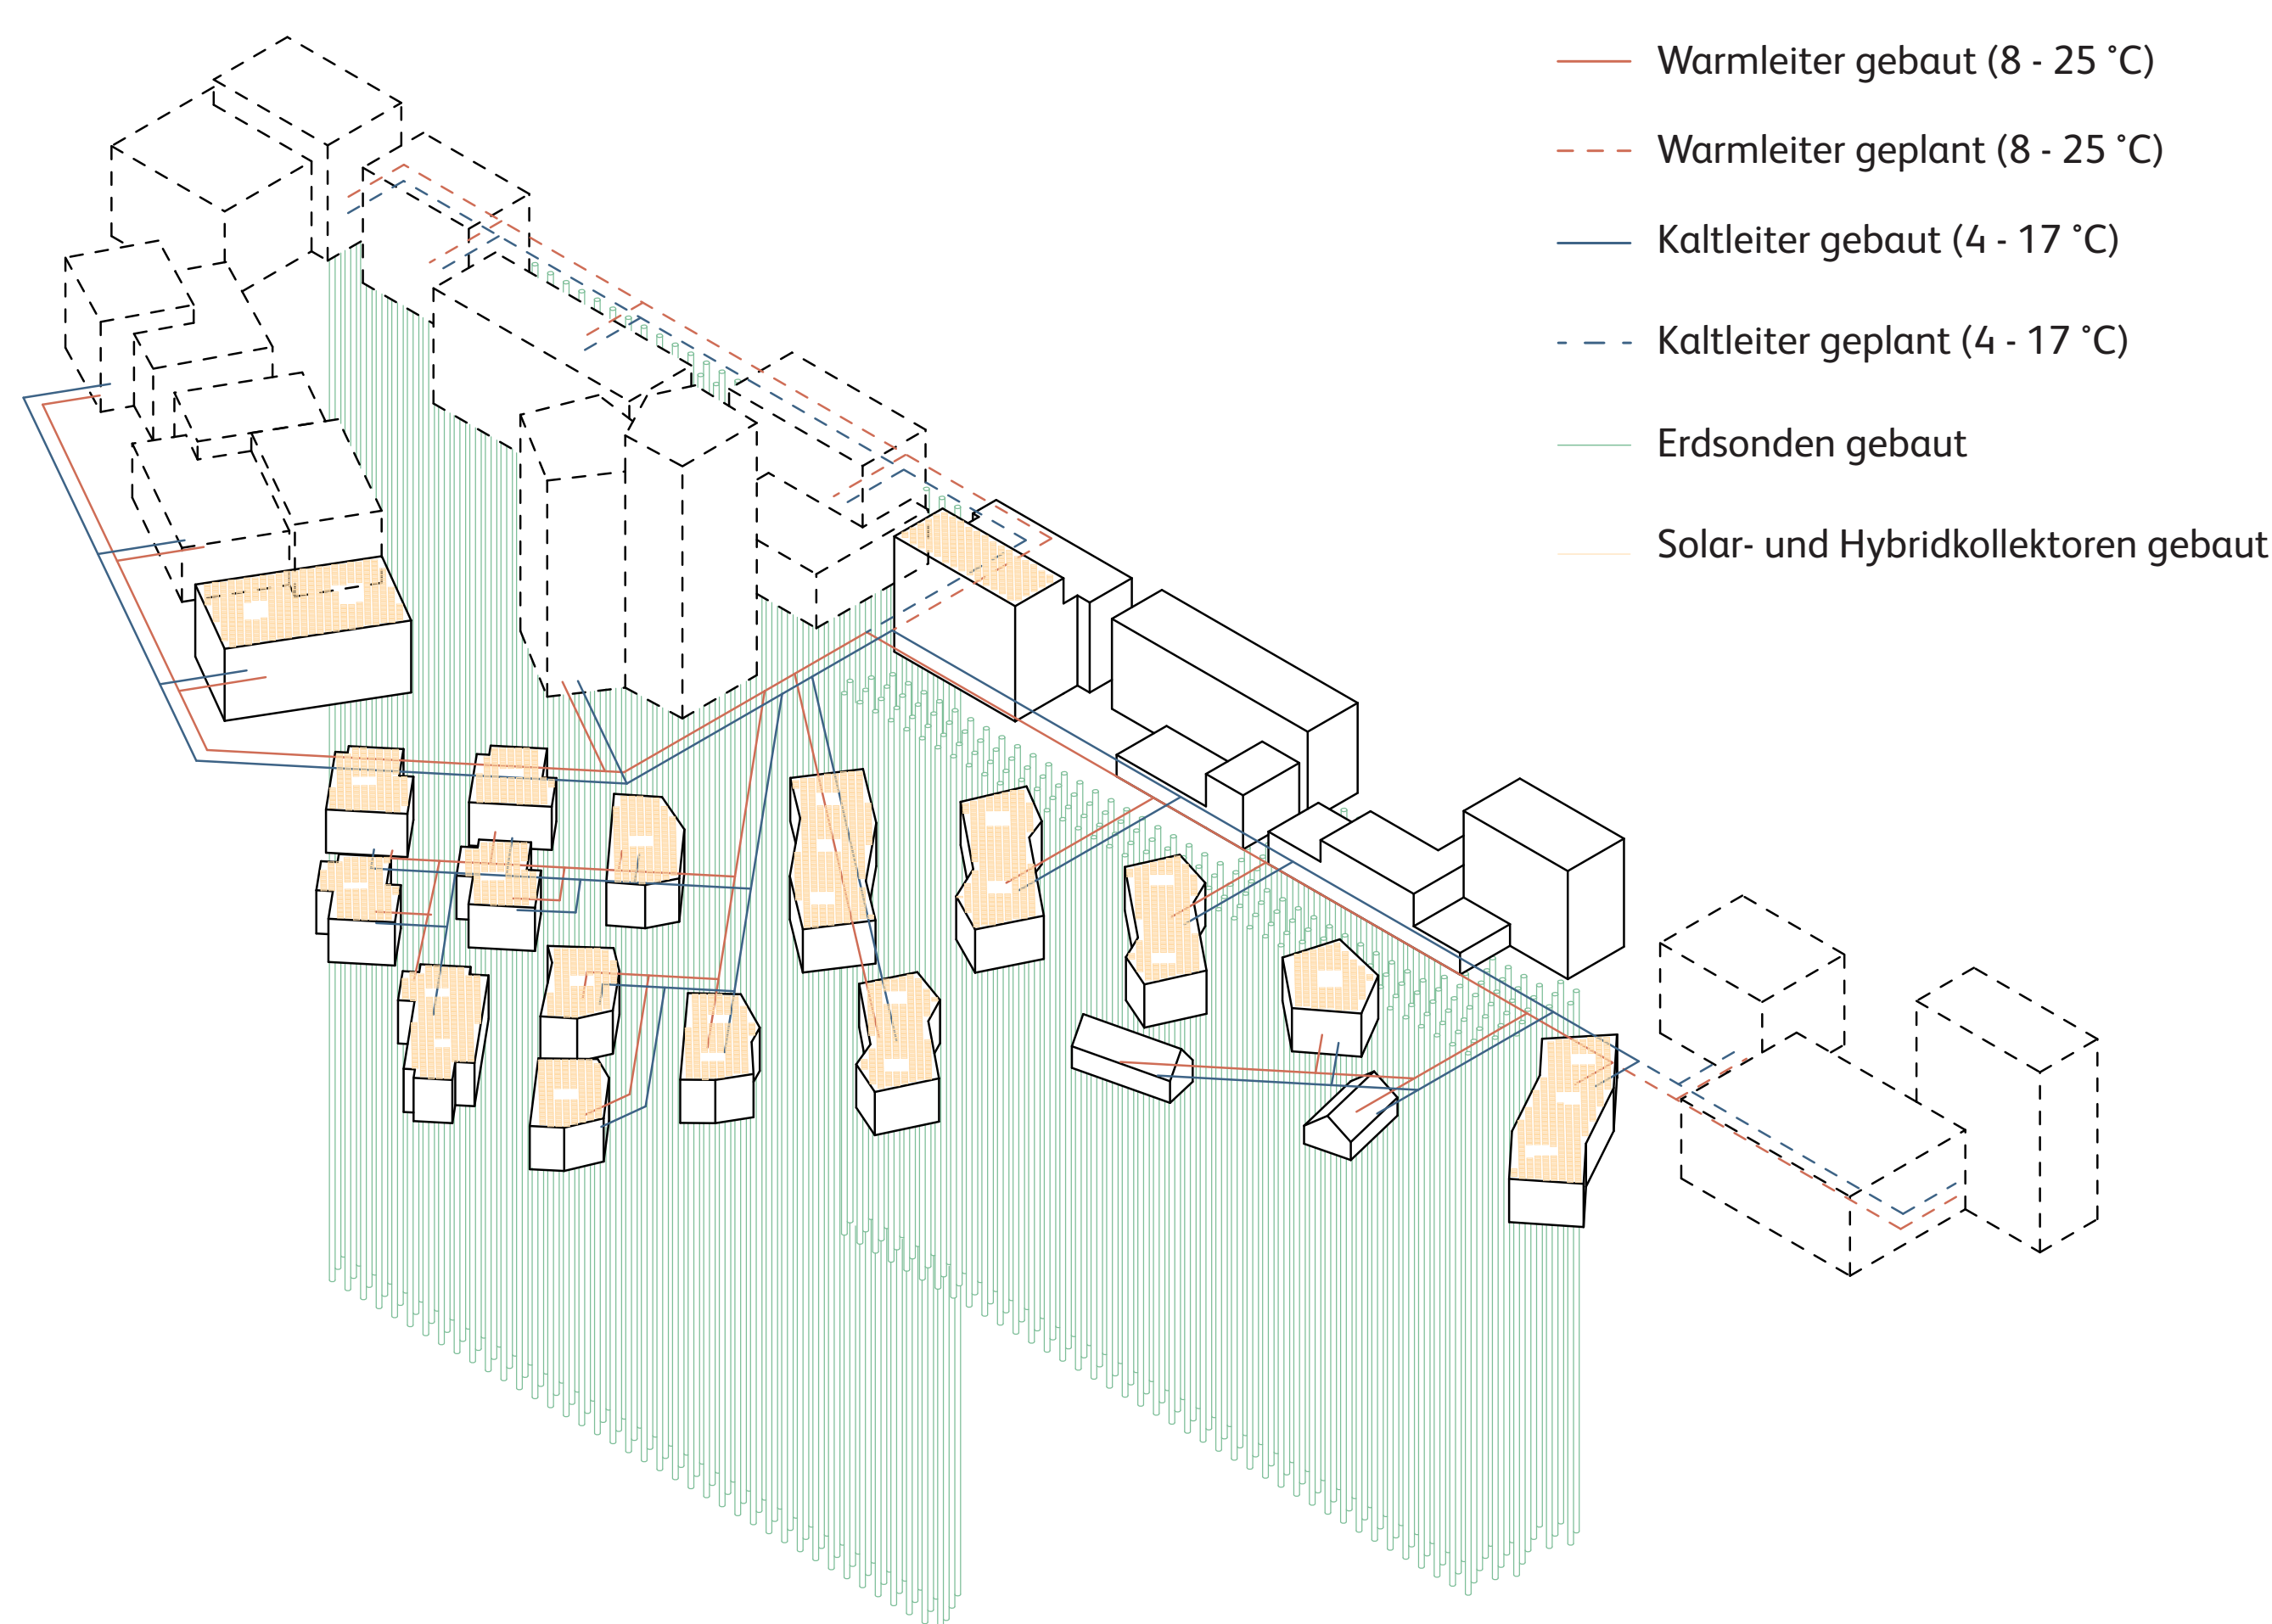 Warmleiter gebaut (8 - 25 °C)
Warmleiter geplant (8 - 25 °C)
Kaltleiter gebaut (4 - 17 °C)
Kaltleiter geplant (4 - 17 °C)
Erdsonden gebaut
Solar- und Hybridkollektoren gebaut